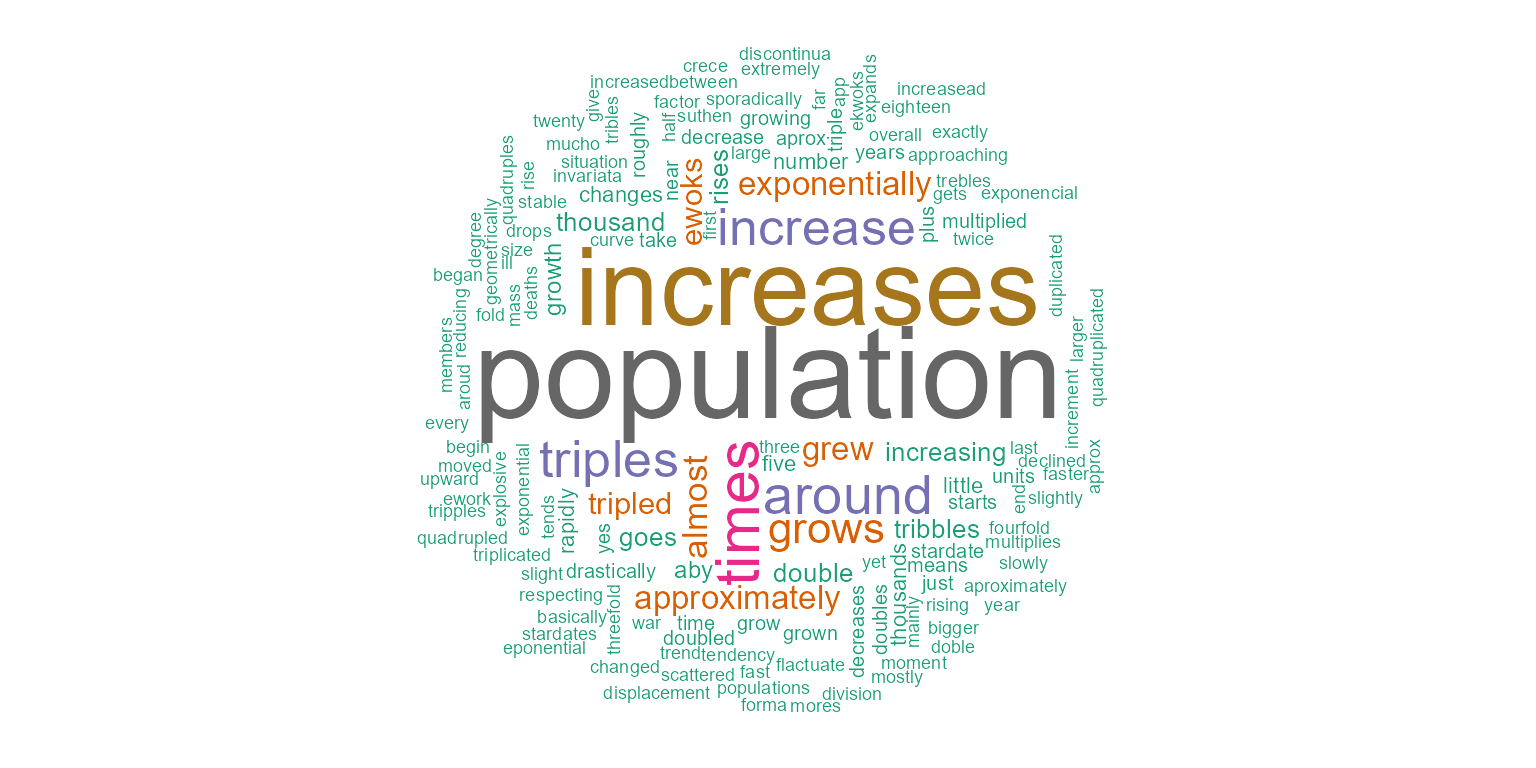 discontinua
crece
extremely
increasedbetween
increasead
give
tribles
factor
sporadically
far
app
ekwoks
expands
eighteen
twenty
roughly
half
suthen
growing
triple
overall
exactly
mucho
decrease
aprox
quadruples
situation
near
rises
large
number
years
approaching
rise
invariata
changes
ewoks
exponentially
trebles
stable
gets
exponencial
geometrically
degree
drops
thousand
first
increase
plus
multiplied
size
curve
take
twice
ill
began
growth
increases
duplicated
mass
deaths
fold
reducing
members
aroud
population
larger
quadruplicated
increment
every
begin
triples
times
three
grew
increasing
last
moved
five
declined
approx
upward
explosive
exponential
almost
around
little
units
faster
ework
tends
rapidly
tripled
starts
end
slightly
tripples
yes
goes
grows
tribbles
fourfold
quadrupled
multiplies
triplicated
stardate
slight
drastically
aby
double
yet
thousands
means
slowly
respecting
threefold
approximately
decreases
doubles
just
aproximately
basically
war
time
grow
mainly
rising
year
stardates
doubled
grown
bigger
eponential
trend
tendency
doble
changed
scattered
fast
flactuate
moment
displacement
populations
mostly
division
forma
mores